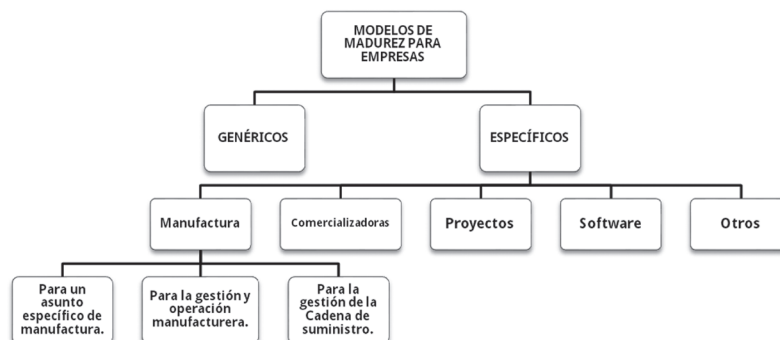 MODELOS DE
MADUREZ PARA
EMPRESAS
GENÉRICOS
ESPECÍFICOS
Manufactura
Comercializadoras
Proyectos
Software
Otros
Para un
asunto
específico de
manufactura.
Para la gestión y
operación
manufacturera.
Para la
gestión de la
Cadena de
suministro.